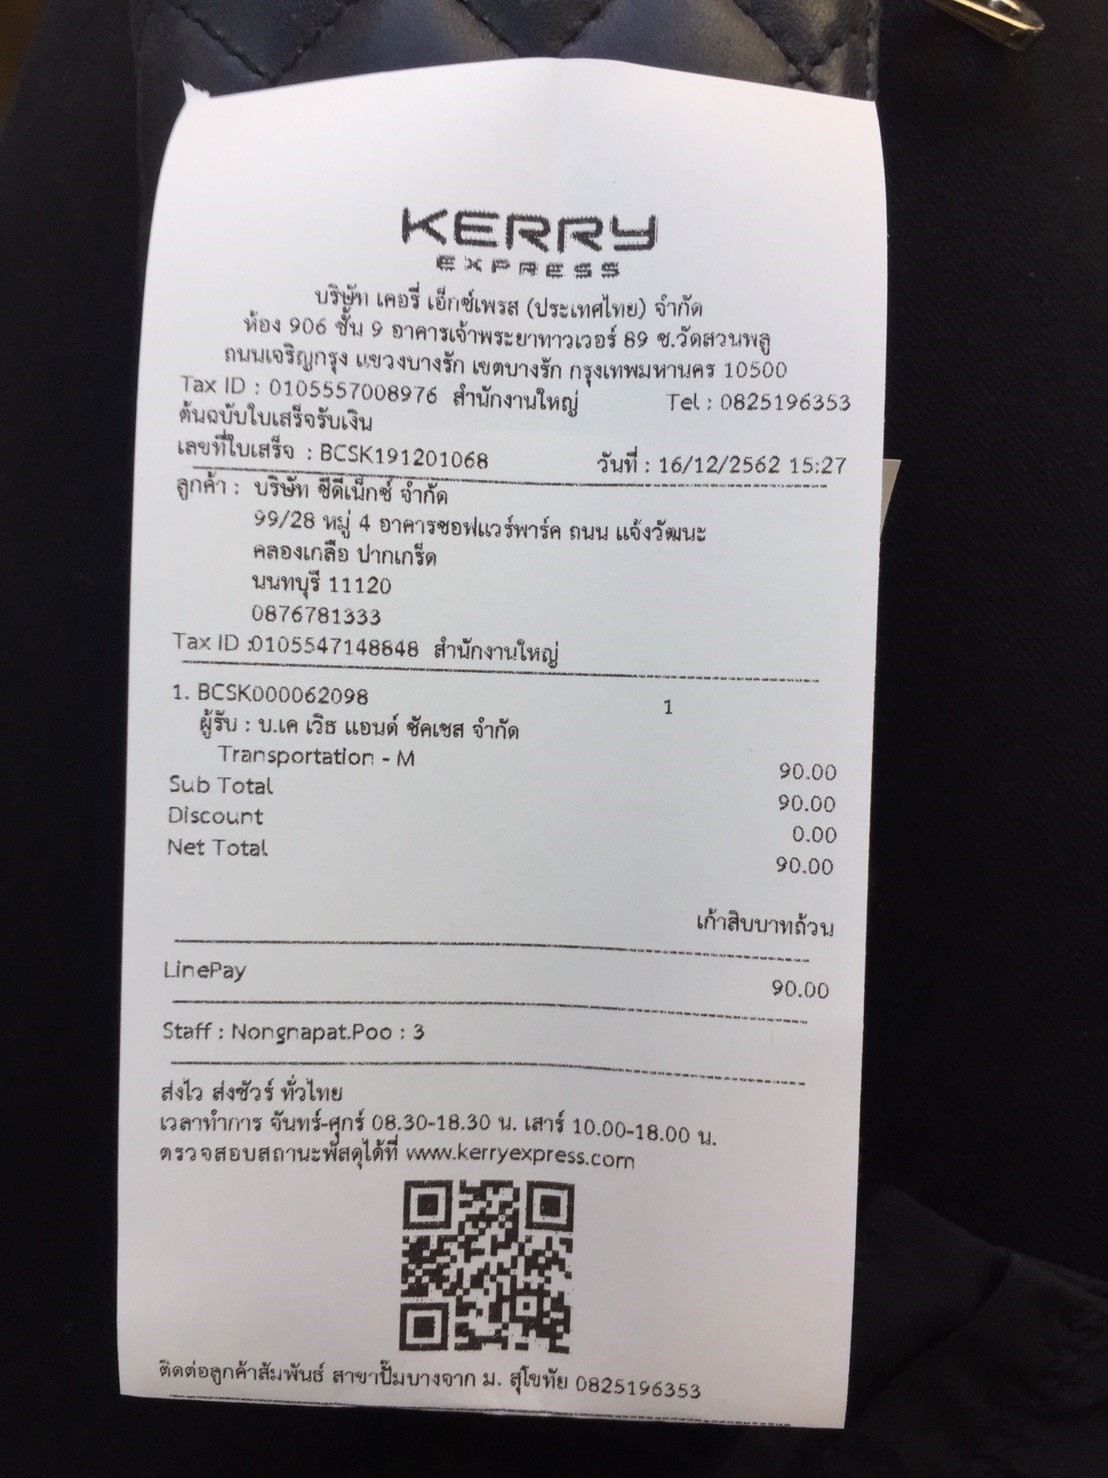 KERRY
EXPRESS
บริษัท เคอรี่ เอ็กซ์เพรส (ประเทศไทย) จำกัด
ห้อง 906 ชั้น 9 อาคารเจ้าพระยาทาวเวอร์ 89 ซ.วัดสวนพลู
ถนนเจริญกรุง แขวงบางรัก เขตบางรัก กรุงเทพมหานคร 10500
Tax ID : 0105557008976 สำนักงานใหญ่ Tel : 0825196353
ต้นฉบับใบเสร็จรับเงิน
เลขที่ใบเสร็จ : BCSK191201068 วันที่ : 16/12/2562 15:27
ลูกค้า : บริษัท ซีดีเน็กซ์ จำกัด
99/28 หมู่ 4 อาคารซอฟแวร์พาร์ค ถนน แจ้งวัฒนะ
คลองเกลือ ปากเกร็ด
นนทบุรี 11120
0876781333
Tax ID :0105547148848 สำนักงานใหญ่
1. BCSK000062098 1
ผู้รับ : บ.เค เวิธ แอนด์ ซัคเซส จำกัด
Transportation - M 90.00
Sub Total 90.00
Discount 0.00
Net Total 90.00
เก้าสิบบาทถ้วน
LinePay 90.00
Staff : Nongnapat.Poo : 3
ส่งไว ส่งชัวร์ ทั่วไทย
เวลาทำการ จันทร์-ศุกร์ 08.30-18.30 น. เสาร์ 10.00-18.00 น.
ตรวจสอบสถานะพัสดุได้ที่ www.kerryexpress.com
ติดต่อลูกค้าสัมพันธ์ สาขาปั๊มบางจาก ม. สุโขทัย 0825196353